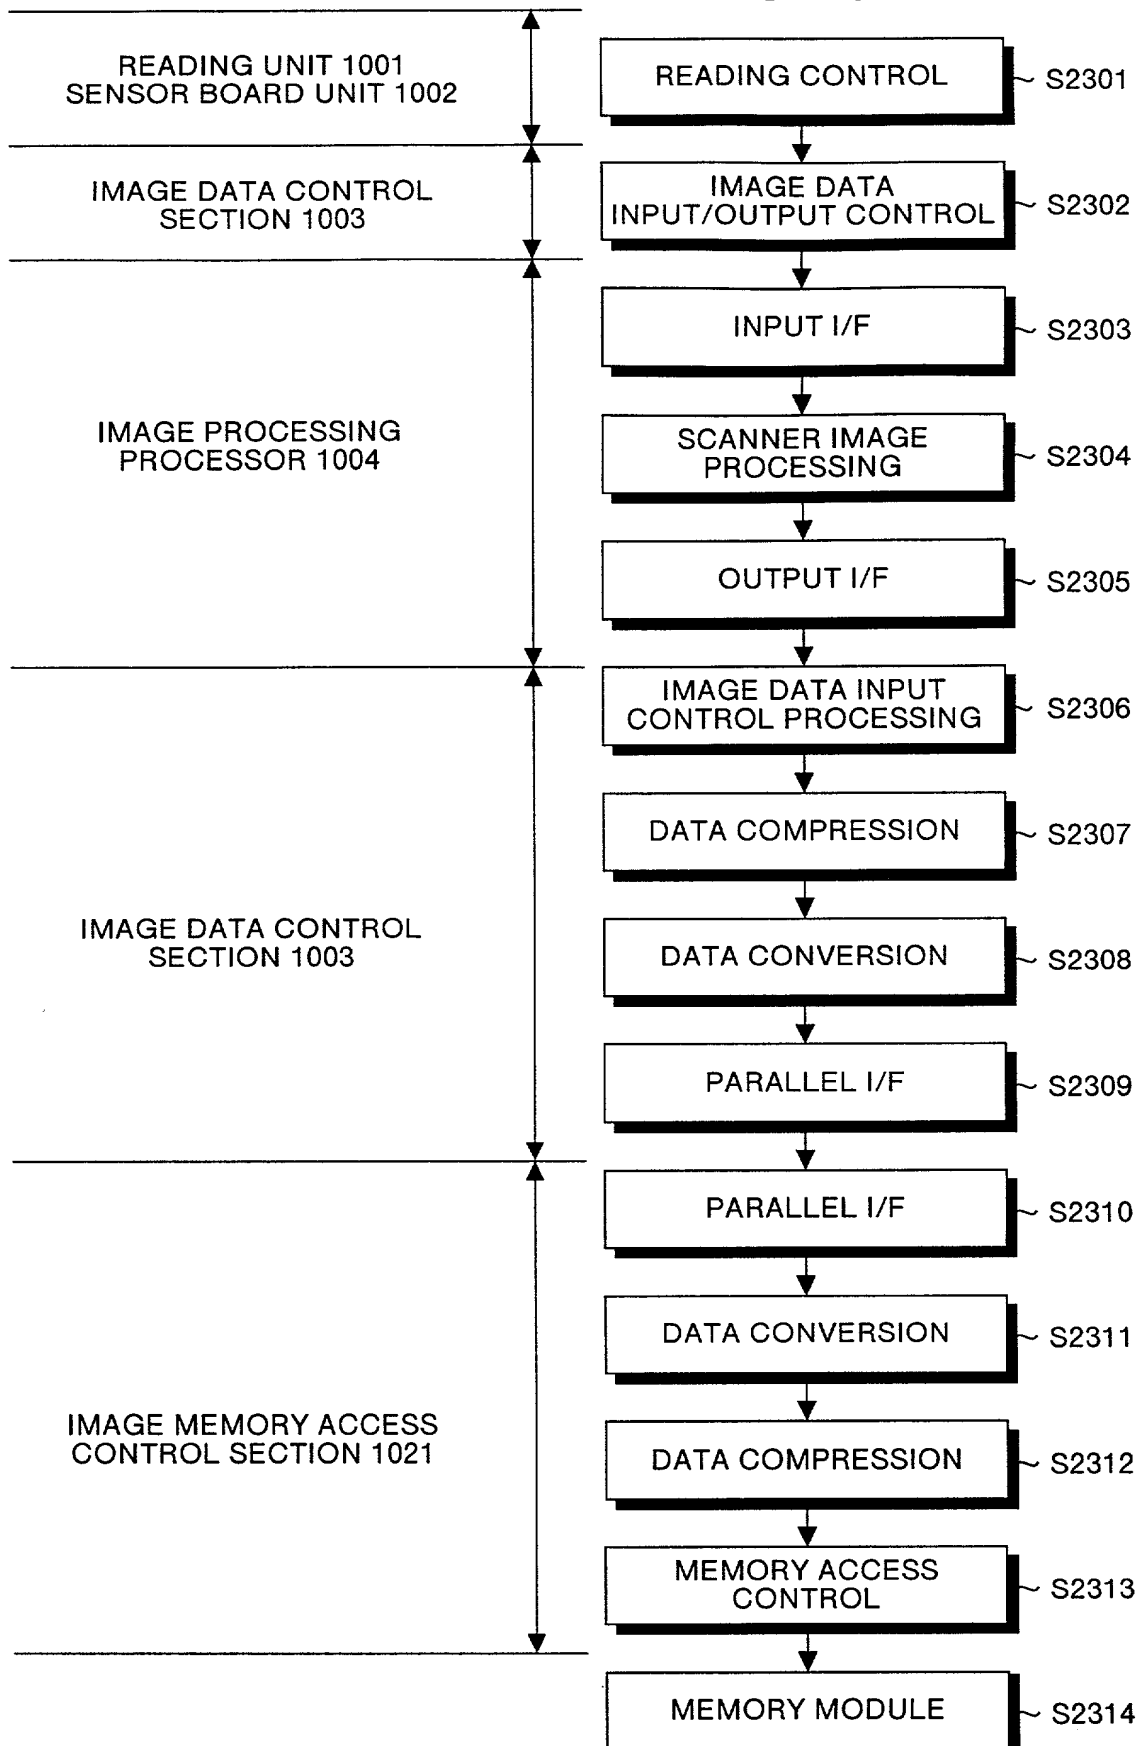 READING UNIT 1001
SENSOR BOARD UNIT 1002
READING CONTROL
S2301
IMAGE DATA CONTROL
SECTION 1003
IMAGE DATA
INPUT/OUTPUT CONTROL
S2302
INPUT I/F
S2303
IMAGE PROCESSING
PROCESSOR 1004
SCANNER IMAGE
PROCESSING
S2304
OUTPUT I/F
S2305
IMAGE DATA INPUT
CONTROL PROCESSING
S2306
DATA COMPRESSION
S2307
IMAGE DATA CONTROL
SECTION 1003
DATA CONVERSION
S2308
PARALLEL I/F
S2309
PARALLEL I/F
S2310
DATA CONVERSION
S2311
IMAGE MEMORY ACCESS
CONTROL SECTION 1021
DATA COMPRESSION
S2312
MEMORY ACCESS
CONTROL
S2313
MEMORY MODULE
S2314